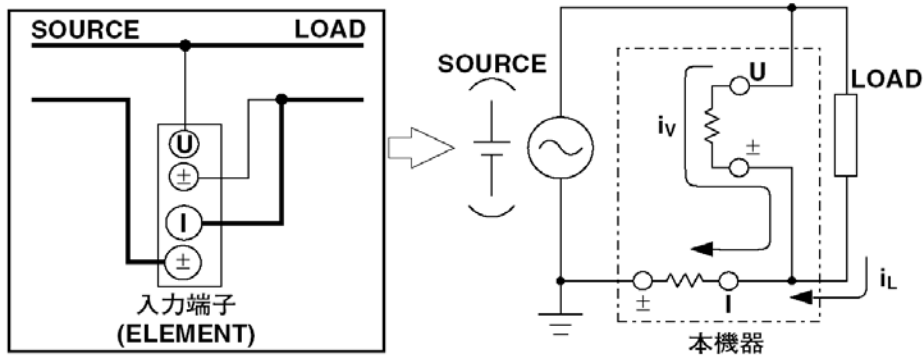 SOURCE LOAD
U
±
I
±
入力端子
(ELEMENT)
SOURCE
U
iV
±
LOAD
±
I
iL
本機器